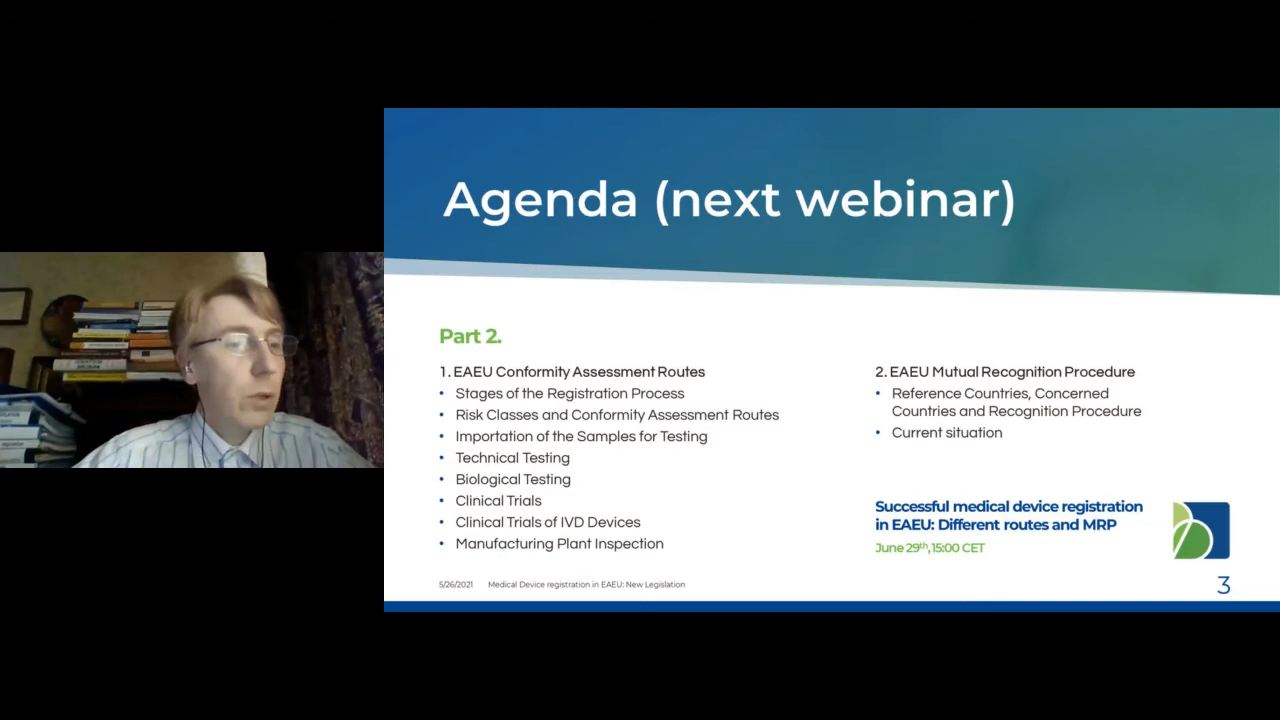 Agenda (next webinar)
Part 2.
1. EAEU Conformity Assessment Routes
• Stages of the Registration Process
• Risk Classes and Conformity Assessment Routes
• Importation of the Samples for Testing
• Technical Testing
• Biological Testing
• Clinical Trials
• Clinical Trials of IVD Devices
• Manufacturing Plant Inspection
2. EAEU Mutual Recognition Procedure
• Reference Countries, Concerned
Countries and Recognition Procedure
• Current situation
Successful medical device registration
in EAEU: Different routes and MRP
June 29th, 15:00 CET
5/26/2021 Medical Device registration in EAEU: New Legislation
3